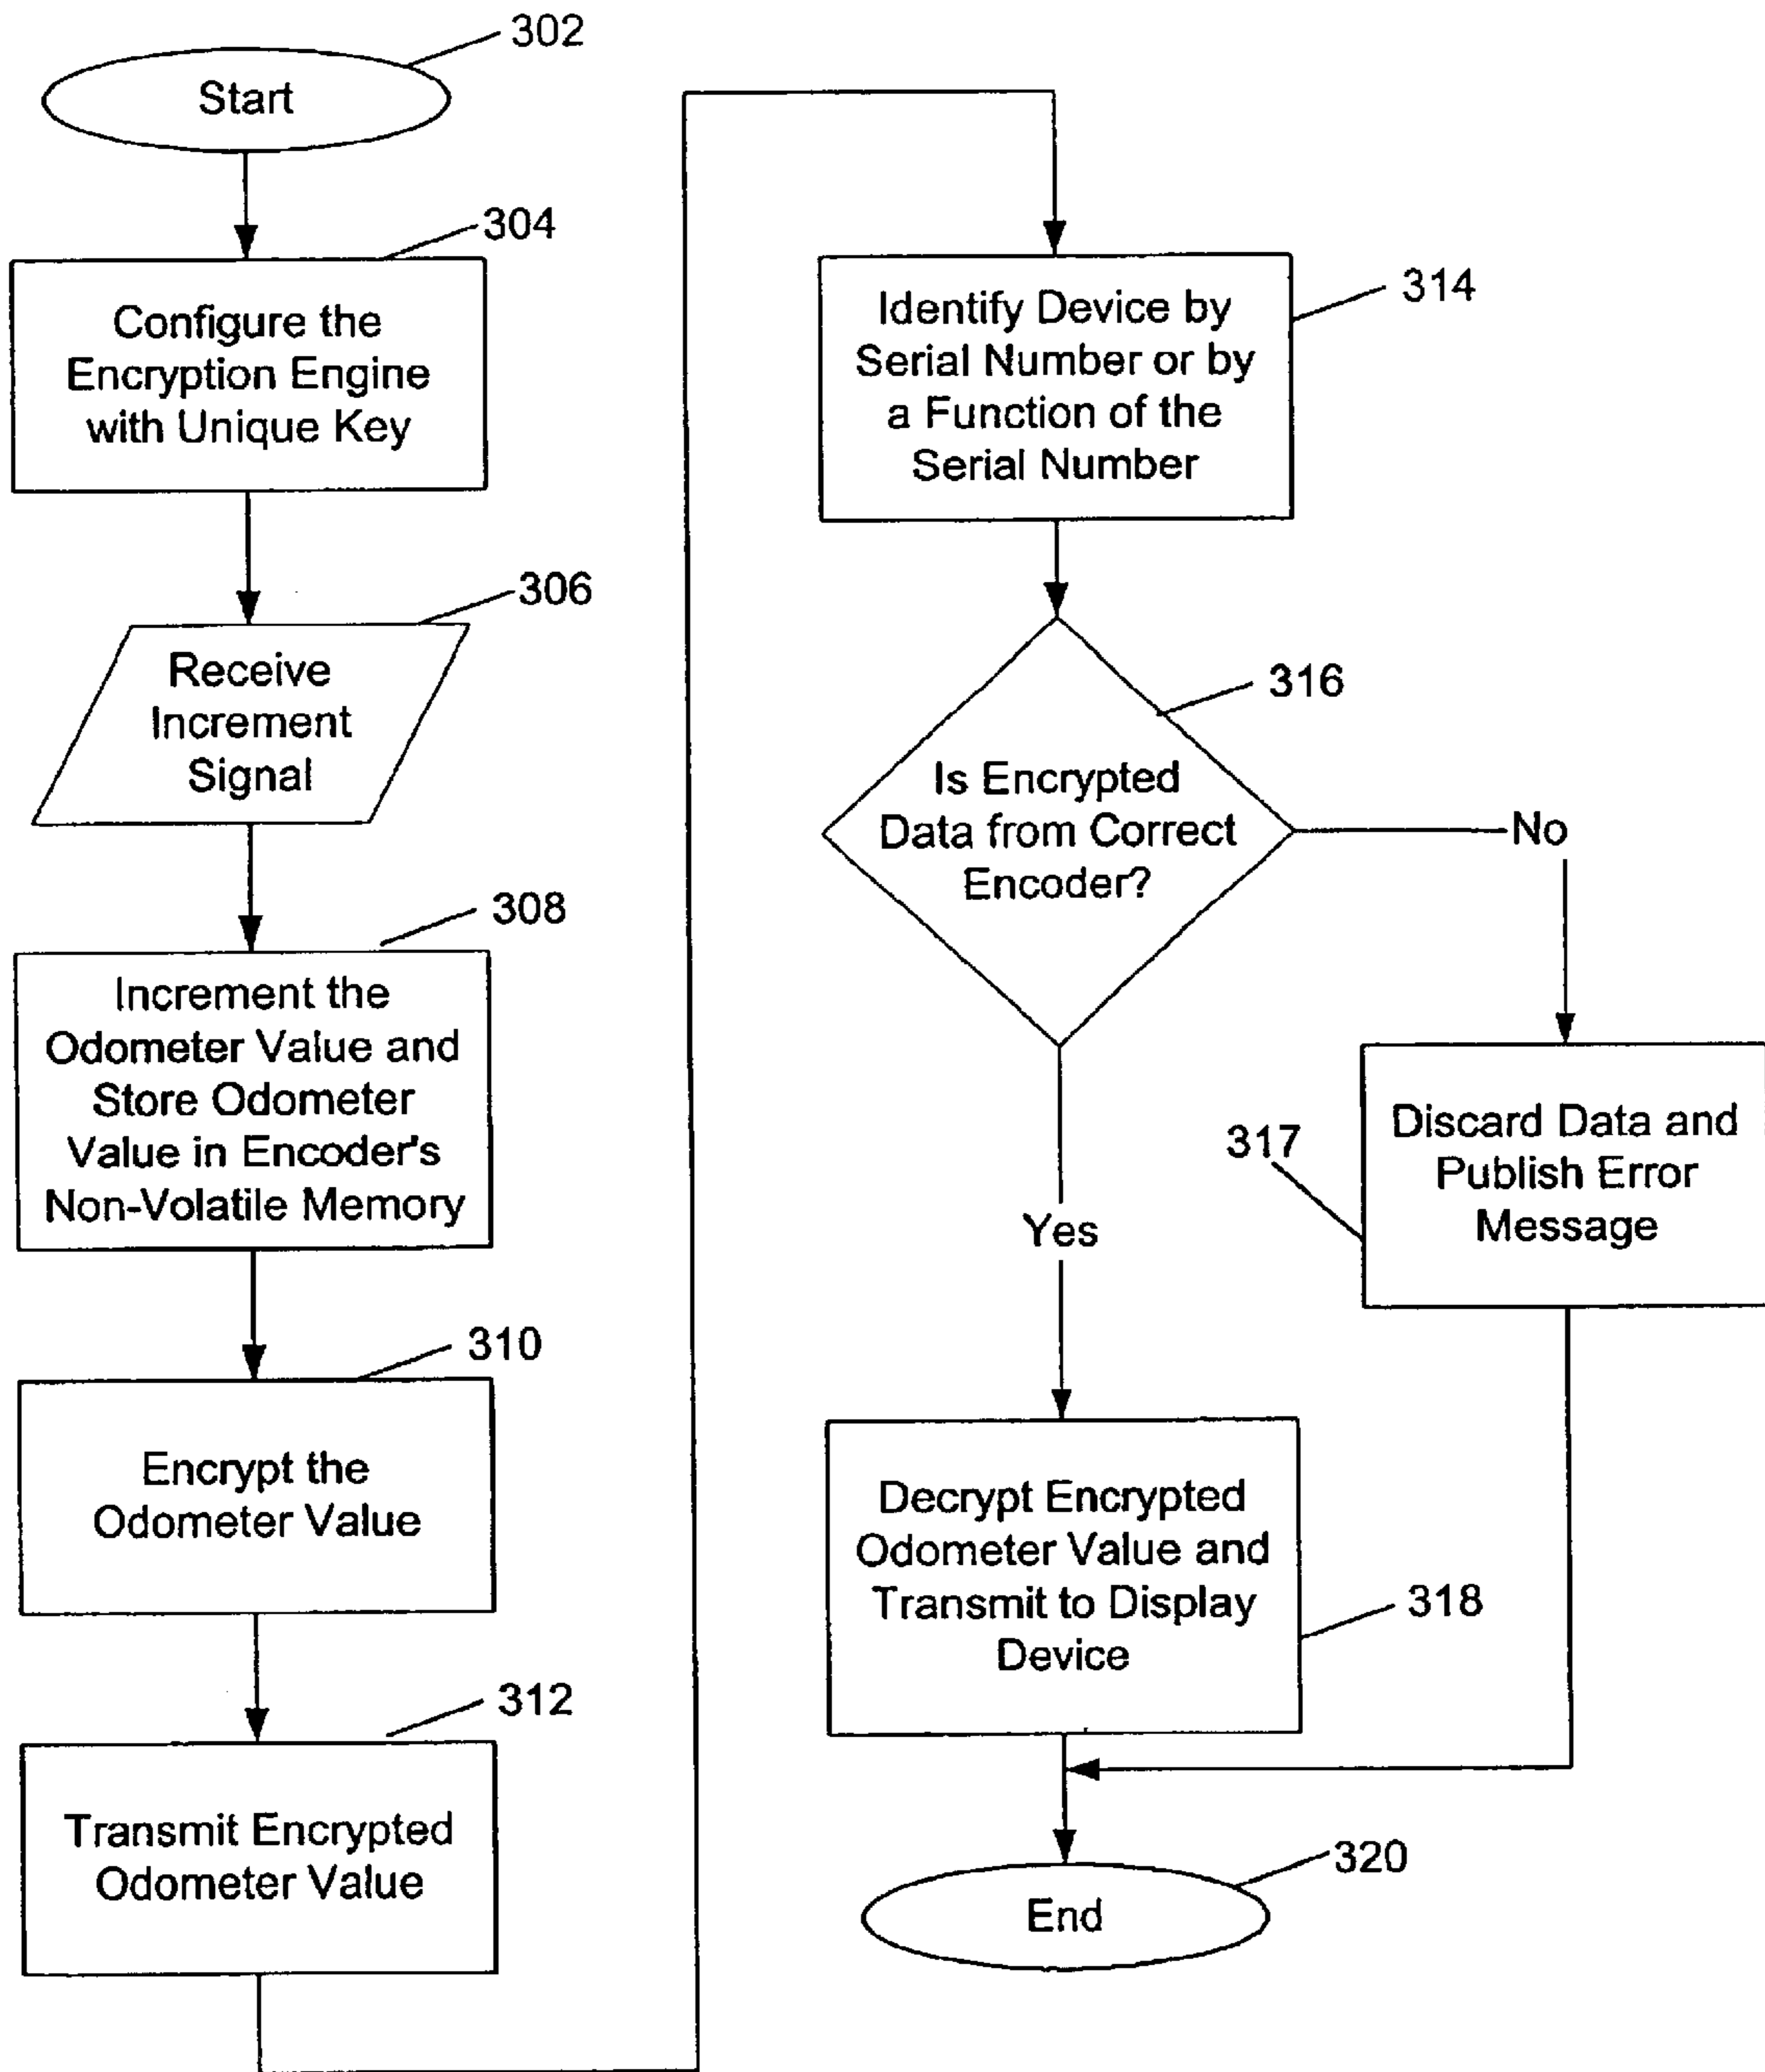 302
Start
304
Configure the
Encryption Engine
with Unique Key
306
Receive
Increment
Signal
308
Increment the
Odometer Value and
Store Odometer
Value in Encoder's
Non-Volatile Memory
310
Encrypt the
Odometer Value
312
Transmit Encrypted
Odometer Value
314
Identify Device by
Serial Number or by
a Function of the
Serial Number
316
Is Encrypted
Data from Correct
Encoder?
No
317
Discard Data and
Publish Error
Message
Yes
Decrypt Encrypted
Odometer Value and
Transmit to Display
Device
318
320
End